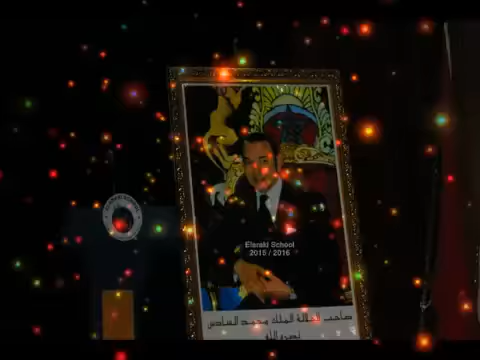 Elaraki School
2015 / 2016
صاحب الجلالة الملك محمد السادس
نصره الله